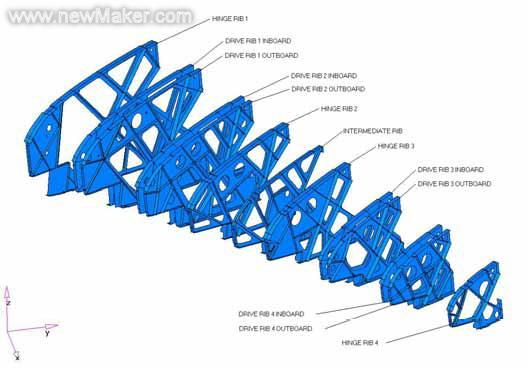 www.newMaker.com
HINGE RIB 1
DRIVE RIB 1 INBOARD
DRIVE RIB 1 OUTBOARD
DRIVE RIB 2 INBOARD
DRIVE RIB 2 OUTBOARD
HINGE RIB 2
INTERMEDIATE RIB
HINGE RIB 3
DRIVE RIB 3 INBOARD
DRIVE RIB 3 OUTBOARD
DRIVE RIB 4 INBOARD
DRIVE RIB 4 OUTBOARD
HINGE RIB 4
z
y
x